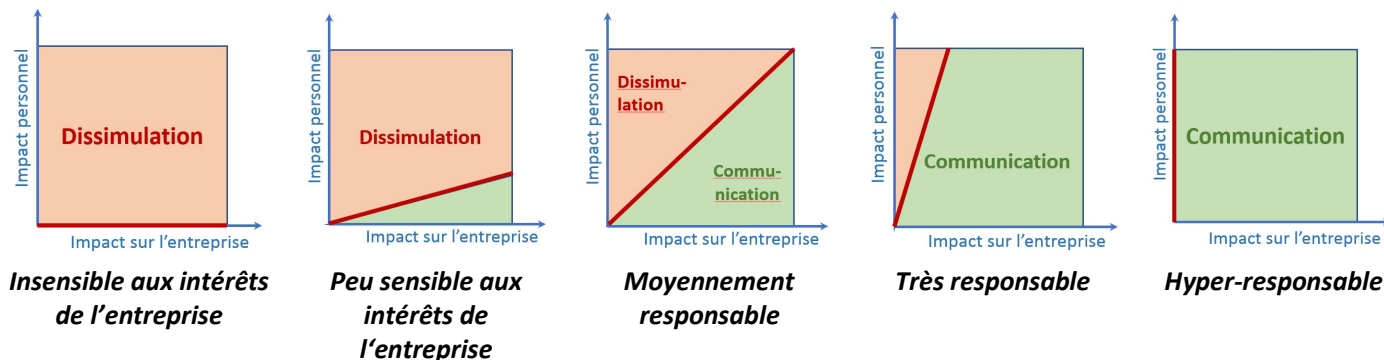 Impact personnel
Dissimulation
Impact sur l'entreprise
Insensible aux intérêts
de l'entreprise
Impact personnel
Dissimulation
Impact sur l'entreprise
Peu sensible aux
intérêts de
l'entreprise
Impact personnel
Dissimu-
lation
Commu-
nication
Impact sur l'entreprise
Moyennement
responsable
Impact personnel
Communication
Impact sur l'entreprise
Très responsable
Impact personnel
Communication
Impact sur l'entreprise
Hyper-responsable